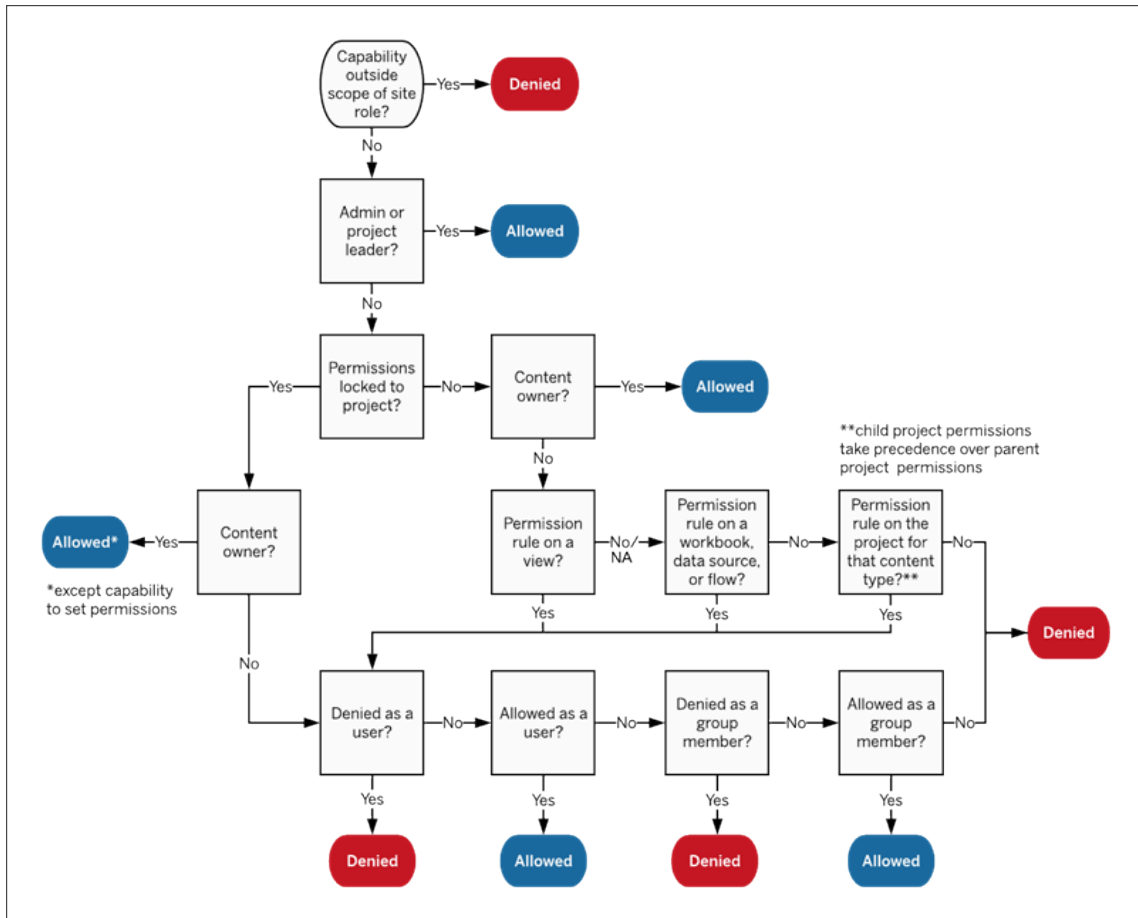 Capability
outside
scope of site
role?
Yes
Denied
No
Admin or
project
leader?
Yes
Allowed
No
Permissions
locked to
project?
Yes
No
Content
owner?
Yes
Allowed
No
**child project permissions
take precedence over parent
project permissions
Content
owner?
Yes
Allowed*
*except capability
to set permissions
No
Permission
rule on a
view?
No/
NA
Yes
Permission
rule on a
workbook,
data source,
or flow?
No
Yes
Permission
rule on the
project for
that content
type?**
No
Yes
Denied
Denied as a
user?
No
Yes
Denied
Allowed as a
user?
No
Yes
Allowed
Denied as a
group
member?
No
Yes
Denied
Allowed as a
group
member?
No
Yes
Allowed